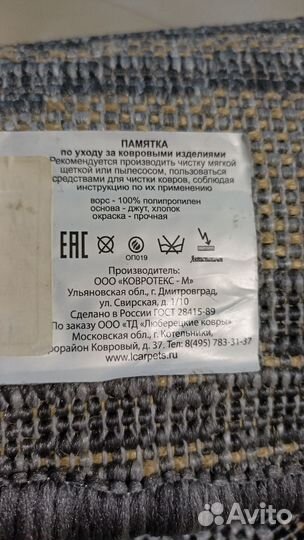 ПАМЯТКА
по уходу за ковровыми изделиями
Рекомендуется производить чистку мягкой
щеткой или пылесосом, пользоваться
средствами для чистки ковров, соблюдая
инструкцию по их применению
ворс - 100% полипропилен
основа - джут, хлопок
окраска - прочная
EAC
ОП019
Антистатик
Производитель:
ООО «КОВРОТЕКС - М»
Ульяновская обл., г. Димитровград,
ул. Свирская, д. 1/10
Сделано в России ГОСТ 28415-89
По заказу ООО «ТД «Люберецкие ковры»
Московская обл., г. Котельники,
мкрорайон Ковровый, д. 37. Тел. 8(495) 783-31-37
www.lcarpets.ru
Avito